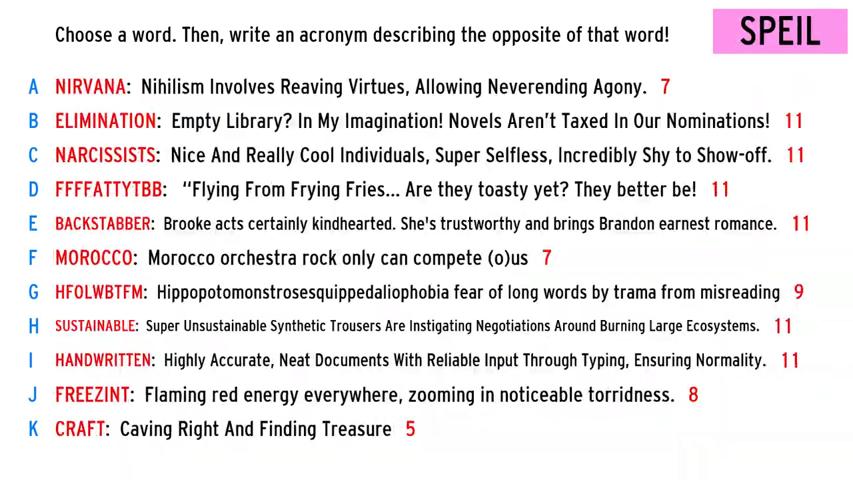 Choose a word. Then, write an acronym describing the opposite of that word!
SPEIL
A NIRVANA: Nihilism Involves Reaving Virtues, Allowing Neverending Agony. 7
B ELIMINATION: Empty Library? In My Imagination! Novels Aren't Taxed In Our Nominations! 11
C NARCISSISTS: Nice And Really Cool Individuals, Super Selfless, Incredibly Shy to Show-off. 11
D FFFFATTYTBB: “Flying From Frying Fries... Are they toasty yet? They better be! 11
E BACKSTABBER: Brooke acts certainly kindhearted. She's trustworthy and brings Brandon earnest romance. 11
F MOROCCO: Morocco orchestra rock only can compete (o)us 7
G HFOLWBTFM: Hippopotomonstrosesquippedaliophobia fear of long words by trama from misreading 9
H SUSTAINABLE: Super Unsustainable Synthetic Trousers Are Instigating Negotiations Around Burning Large Ecosystems. 11
I HANDWRITTEN: Highly Accurate, Neat Documents With Reliable Input Through Typing, Ensuring Normality. 11
J FREEZINT: Flaming red energy everywhere, zooming in noticeable torridness. 8
K CRAFT: Caving Right And Finding Treasure 5